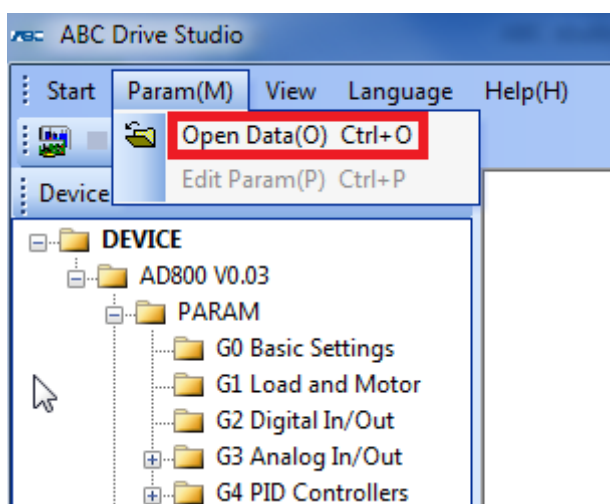 ABC ABC Drive Studio
Start Param(M) View Language Help(H)
Open Data(O) Ctrl+O
Edit Param(P) Ctrl+P
Device
DEVICE
AD800 V0.03
PARAM
G0 Basic Settings
G1 Load and Motor
G2 Digital In/Out
G3 Analog In/Out
G4 PID Controllers